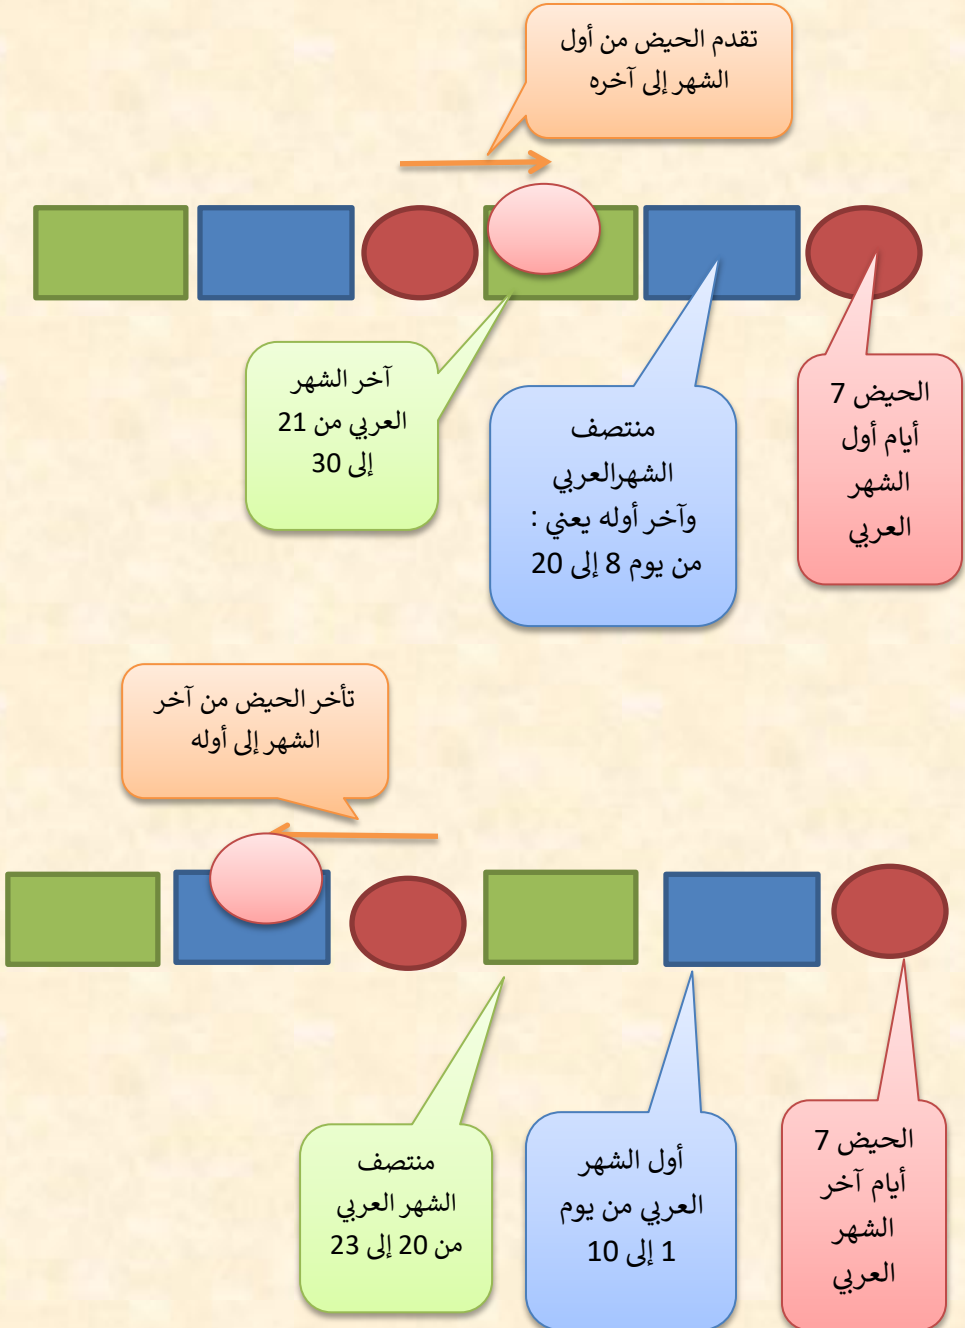 تقدم الحيض من أول
الشهر إلى آخره
الحيض 7
أيام أول
الشهر
العربي
منتصف
الشهرالعربي
وآخر أوله يعني :
من يوم 8 إلى 20
آخر الشهر
العربي من 21
إلى 30
تأخر الحيض من آخر
الشهر إلى أوله
الحيض 7
أيام آخر
الشهر
العربي
أول الشهر
العربي من يوم
1 إلى 10
منتصف
الشهر العربي
من 20 إلى 23